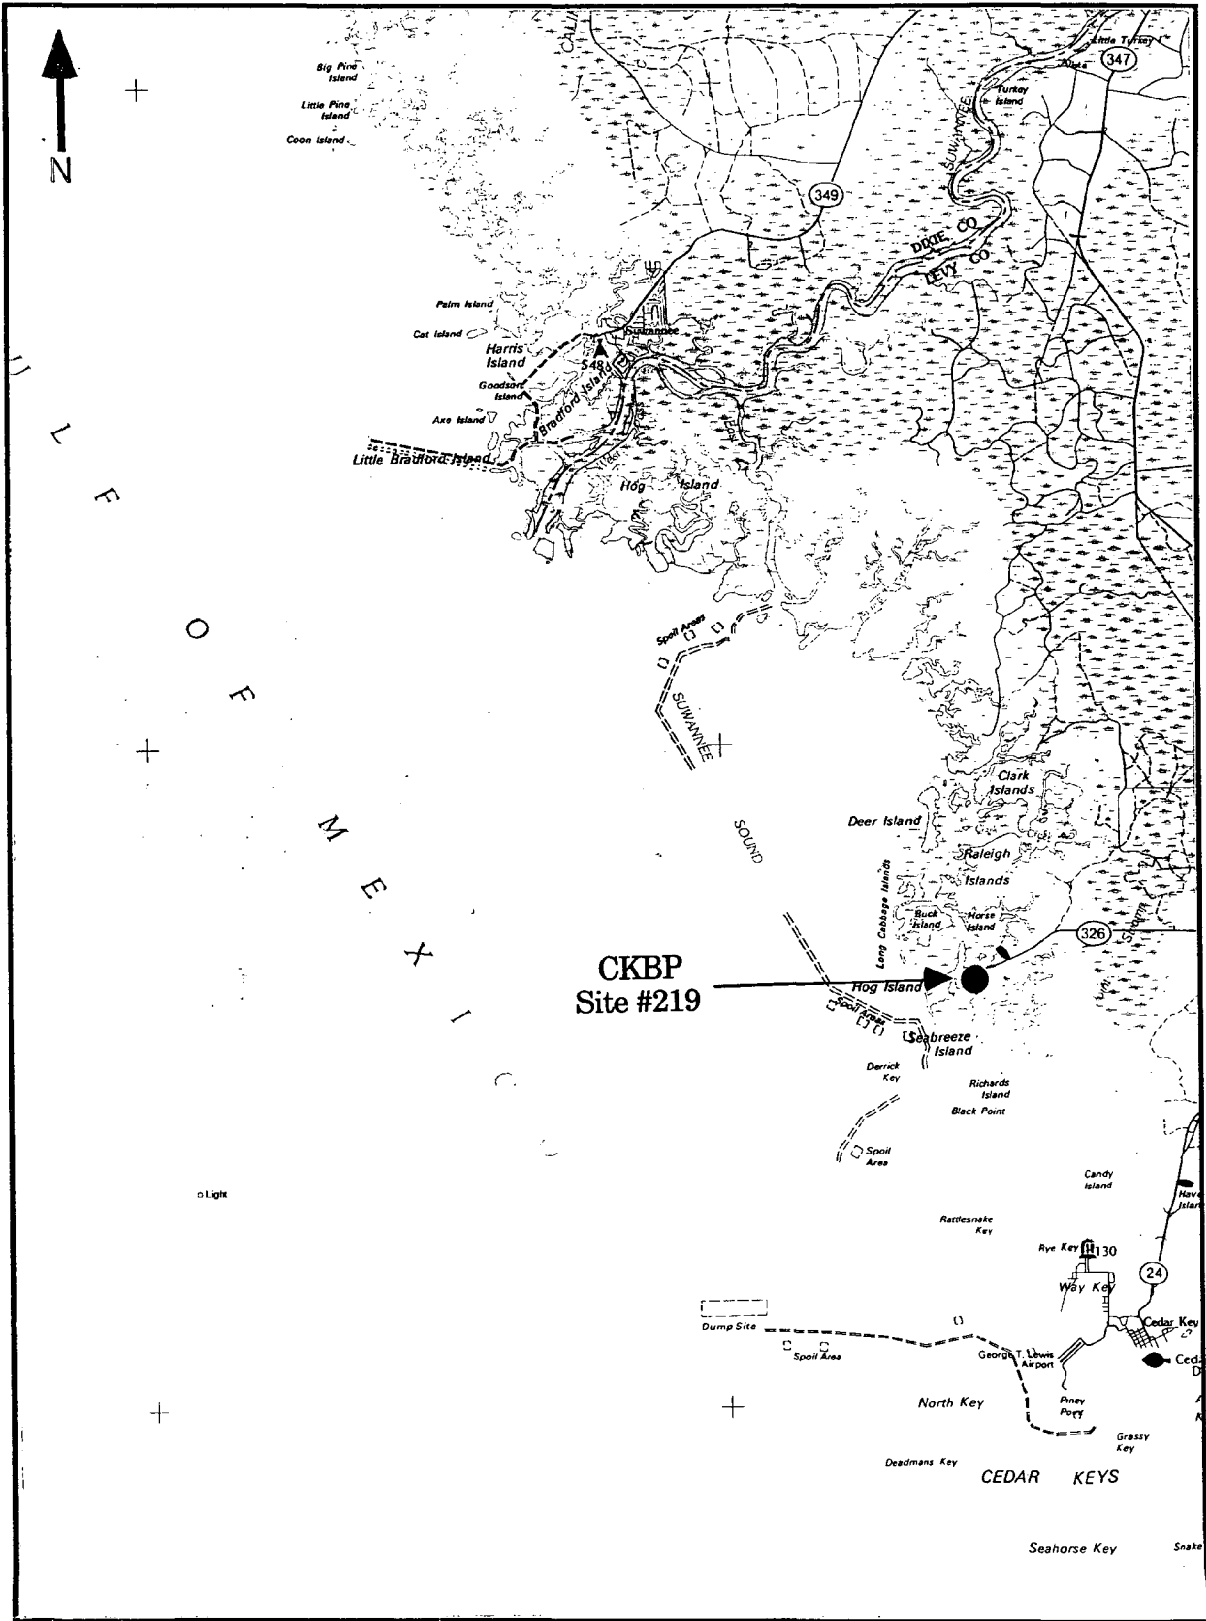 N
Big Pine
Island
Little Pine
Island
Coon Island
Little Turkey I
347
Turkey
Island
SUWANNEE
349
DIXIE CO
LEVY CO
Palm Island
Cat Island
Suwannee
Harris
Island
Goodson
Island
Bradford Island
Axe Island
Little Bradford Island
Hog Island
Spoil Areas
SUWANNEE
SOUND
L F
O F
M E X I C O
Clark
Islands
Deer Island
Raleigh
Islands
Long Cabbage Islands
Buck
Island
Horse
Island
326
Swamp
CKBP
Site #219
Hog Island
Spoil Areas
Seabreeze
Island
Derrick
Key
Richards
Island
Black Point
Spoil
Area
Light
Candy
Island
Rattlesnake
Key
Rye Key
130
Way Key
24
Dump Site
Cedar Key
Spoil Area
George T. Lewis
Airport
Ced
D
North Key
Piney
Point
Grassy
Key
Deadmans Key
CEDAR KEYS
Seahorse Key
Snake